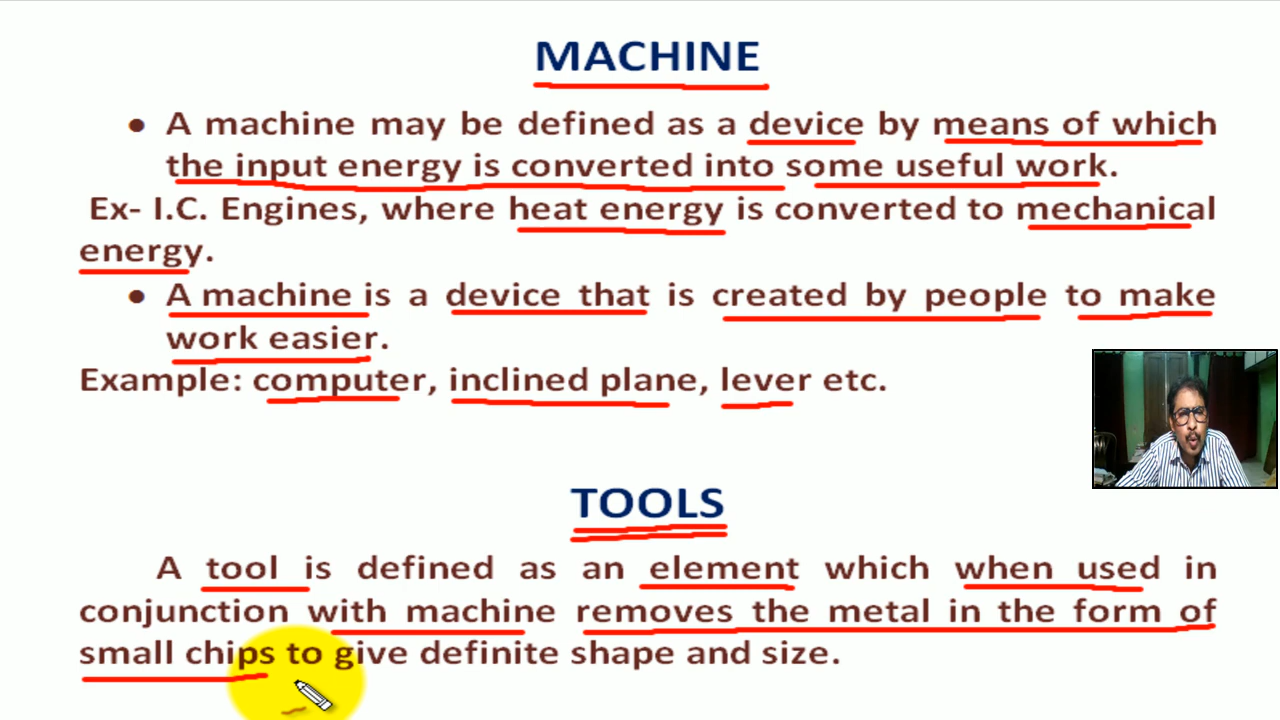 MACHINE
• A machine may be defined as a device by means of which
the input energy is converted into some useful work.
Ex- I.C. Engines, where heat energy is converted to mechanical
energy.
• A machine is a device that is created by people to make
work easier.
Example: computer, inclined plane, lever etc.
TOOLS
A tool is defined as an element which when used in
conjunction with machine removes the metal in the form of
small chips to give definite shape and size.